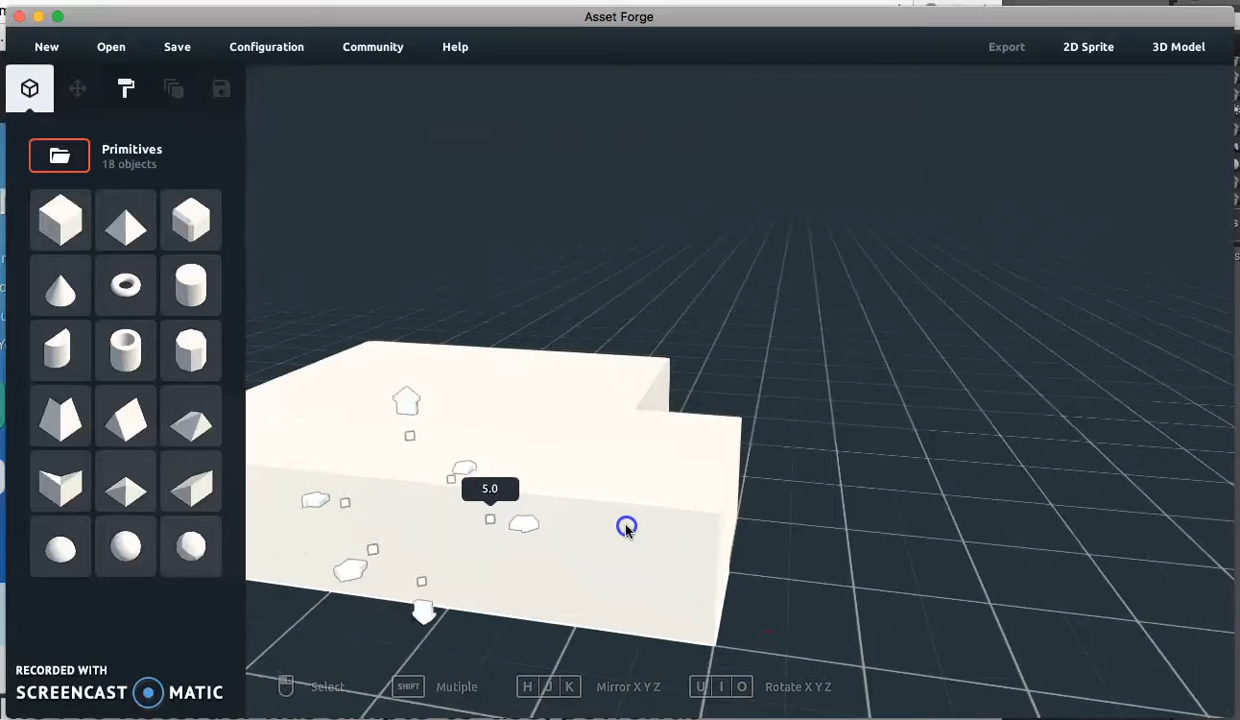 Asset Forge
New Open Save Configuration Community Help Export 2D Sprite 3D Model
Primitives
18 objects
5.0
RECORDED WITH
SCREENCAST MATIC
Select SHIFT Mutiple H J K Mirror X Y Z U I O Rotate X Y Z